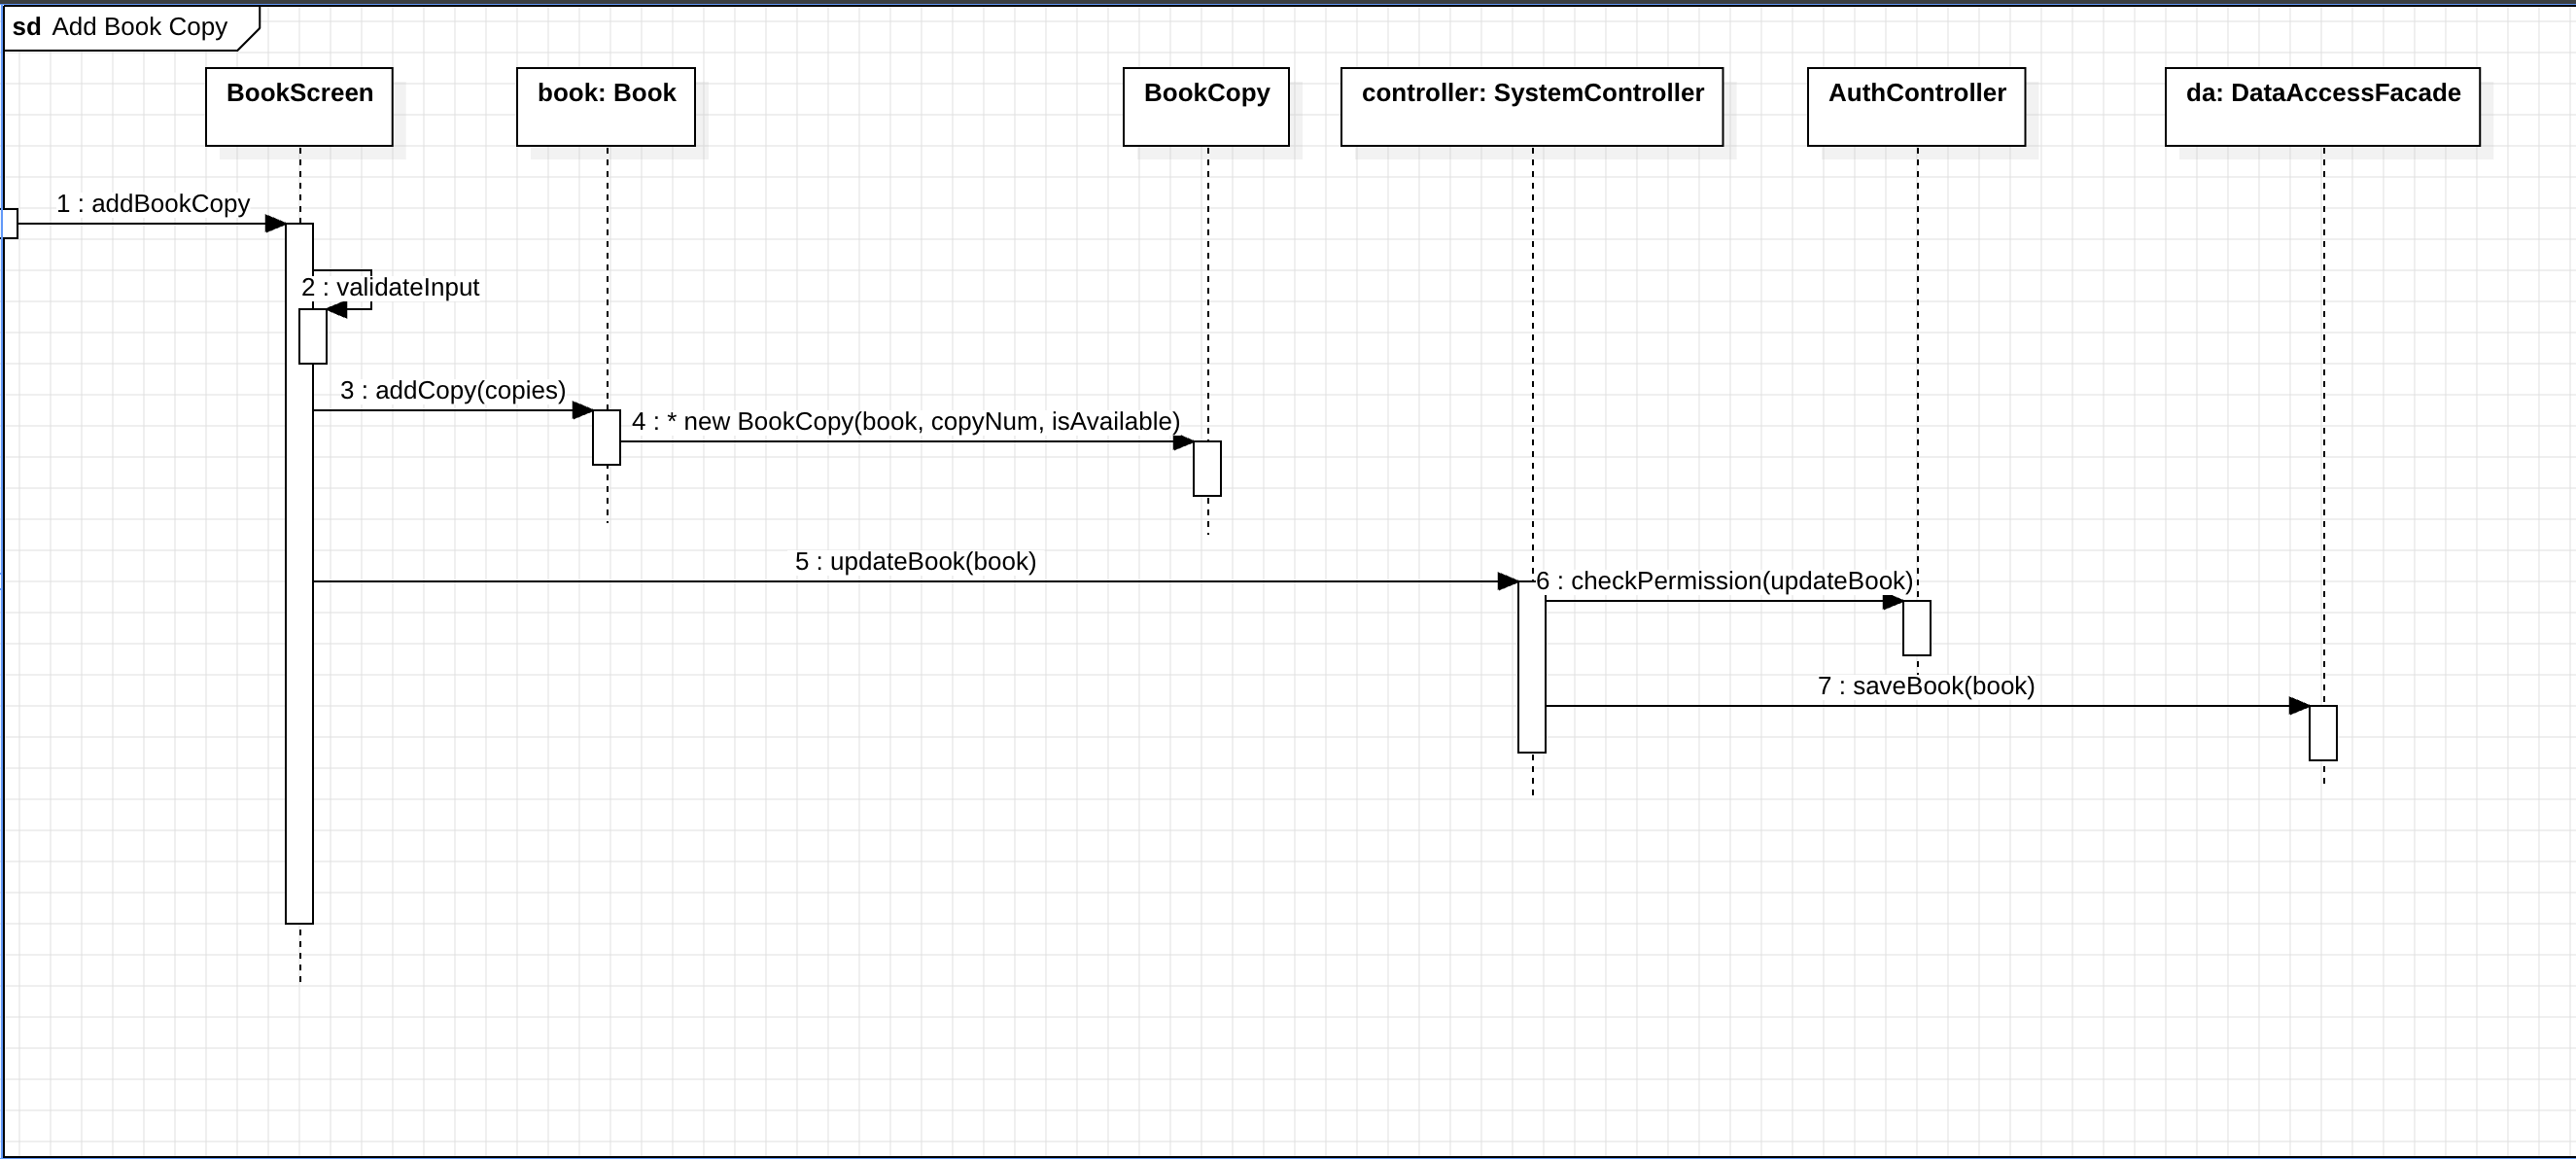 sd Add Book Copy
BookScreen
book: Book
BookCopy
controller: SystemController
AuthController
da: DataAccessFacade
1 : addBookCopy
2 : validateInput
3 : addCopy(copies)
4 : * new BookCopy(book, copyNum, isAvailable)
5 : updateBook(book)
6 : checkPermission(updateBook)
7 : saveBook(book)